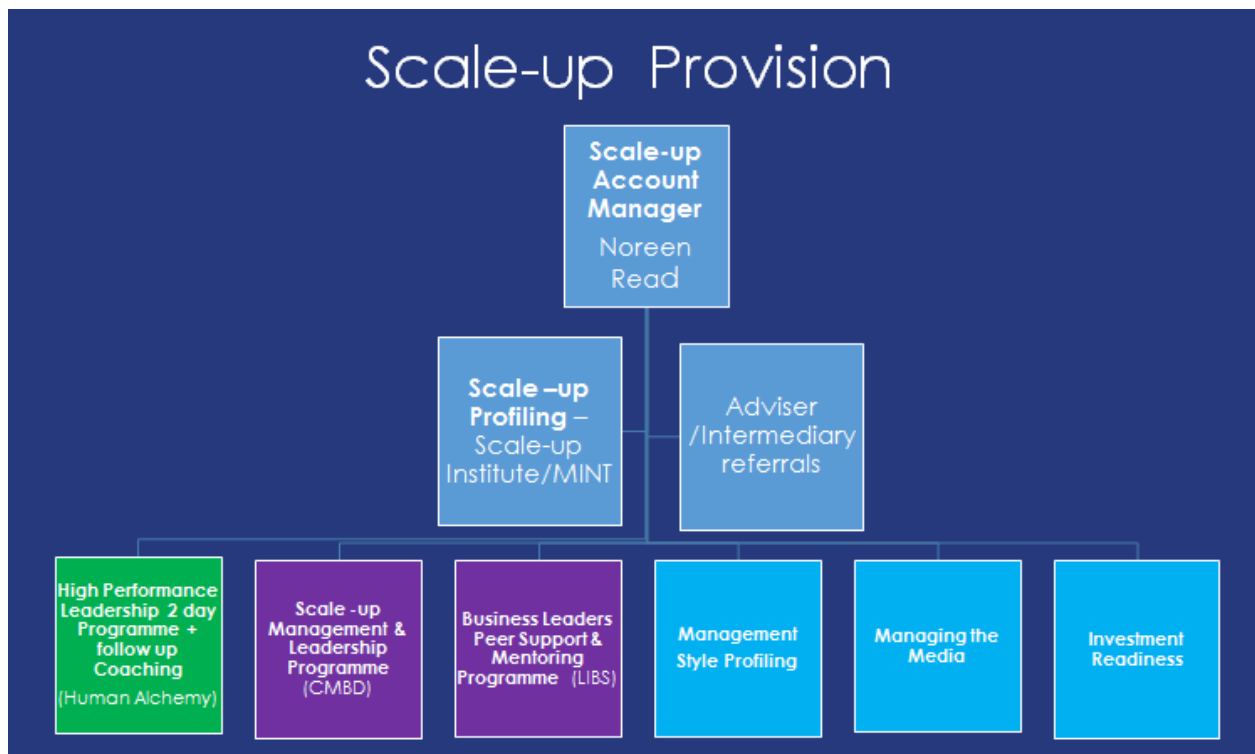 Scale-up Provision
Scale-up
Account
Manager
Noreen
Read
Scale –up
Profiling –
Scale-up
Institute/MINT
Adviser
/Intermediary
referrals
High Performance
Leadership 2 day
Programme +
follow up
Coaching
(Human Alchemy)
Scale -up
Management &
Leadership
Programme
(CMBD)
Business Leaders
Peer Support &
Mentoring
Programme (LIBS)
Management
Style Profiling
Managing the
Media
Investment
Readiness